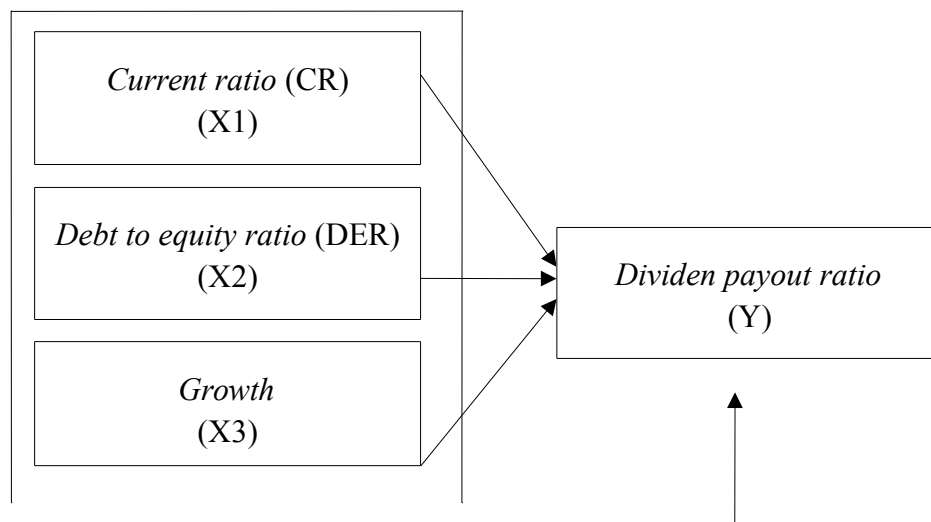 Current ratio (CR)
(X1)
Debt to equity ratio (DER)
(X2)
Growth
(X3)
Dividen payout ratio
(Y)